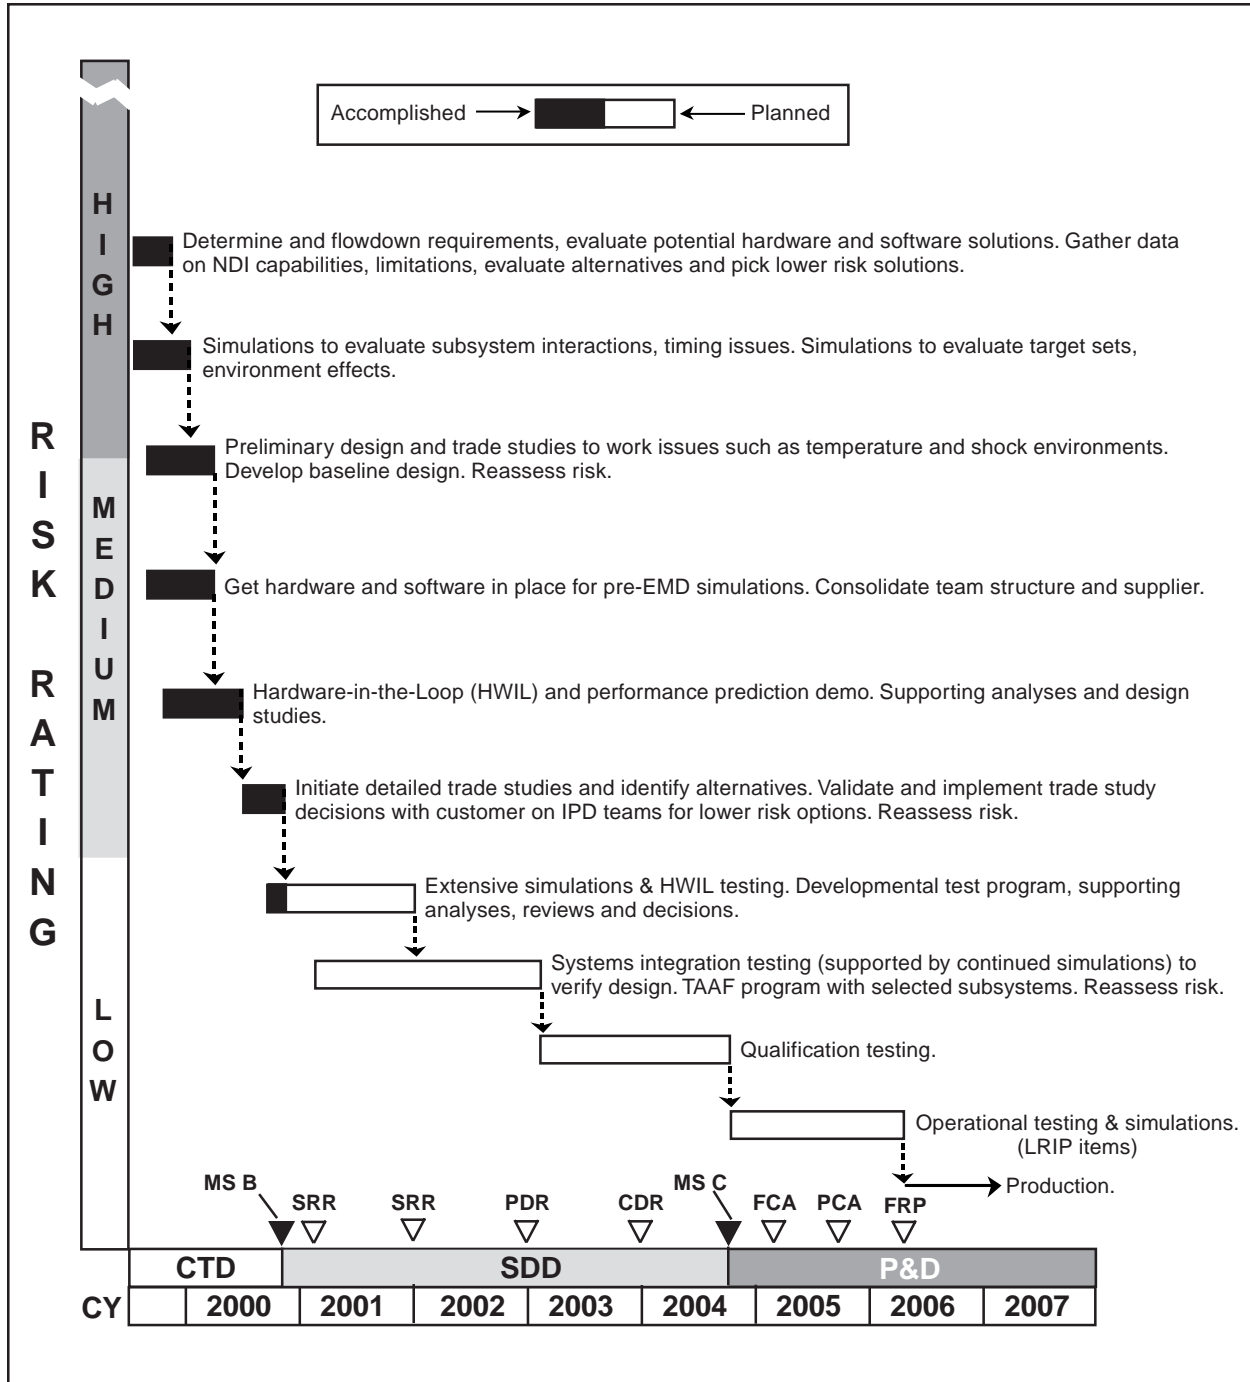 Accomplished
Planned
HIGH
MEDIUM
LOW
RISK RATING
Determine and flowdown requirements, evaluate potential hardware and software solutions. Gather data
on NDI capabilities, limitations, evaluate alternatives and pick lower risk solutions.
Simulations to evaluate subsystem interactions, timing issues. Simulations to evaluate target sets,
environment effects.
Preliminary design and trade studies to work issues such as temperature and shock environments.
Develop baseline design. Reassess risk.
Get hardware and software in place for pre-EMD simulations. Consolidate team structure and supplier.
Hardware-in-the-Loop (HWIL) and performance prediction demo. Supporting analyses and design
studies.
Initiate detailed trade studies and identify alternatives. Validate and implement trade study
decisions with customer on IPD teams for lower risk options. Reassess risk.
Extensive simulations & HWIL testing. Developmental test program, supporting
analyses, reviews and decisions.
Systems integration testing (supported by continued simulations) to
verify design. TAAF program with selected subsystems. Reassess risk.
Qualification testing.
Operational testing & simulations.
(LRIP items)
Production.
MS B
SRR
SRR
PDR
CDR
MS C
FCA
PCA
FRP
CTD
SDD
P&D
CY
2000
2001
2002
2003
2004
2005
2006
2007